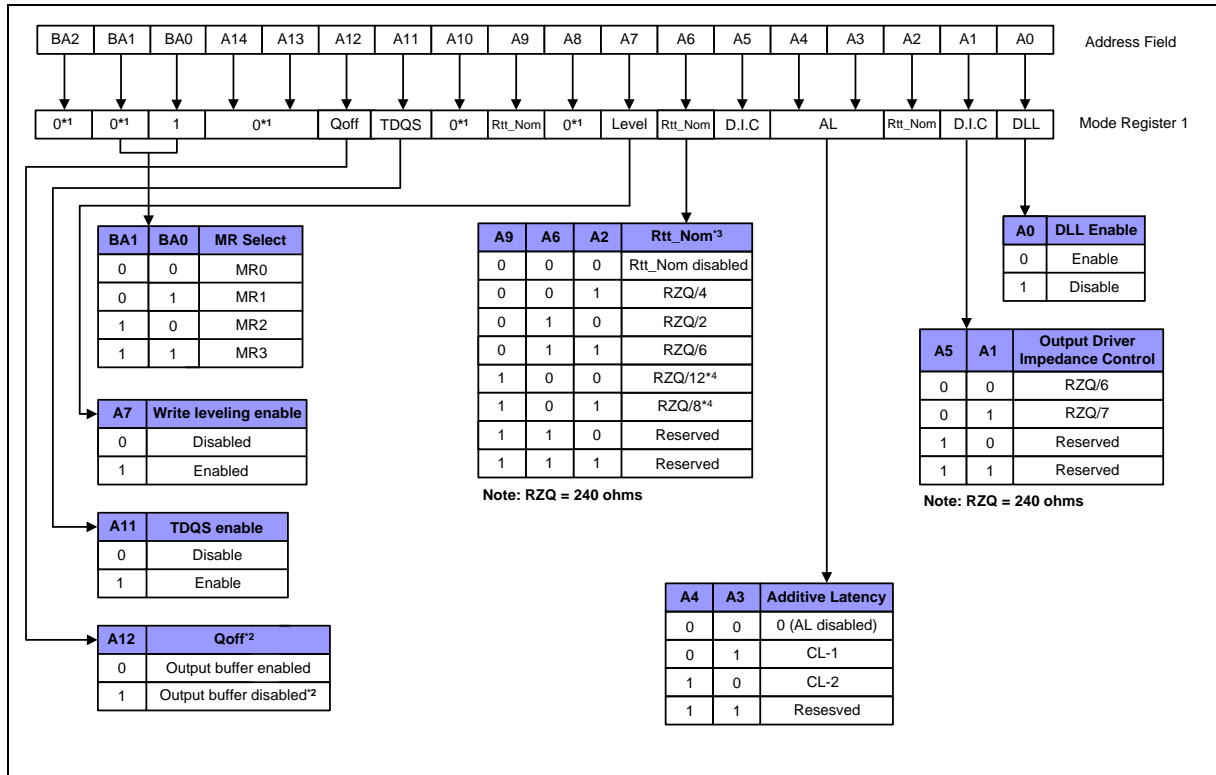 BA2 BA1 BA0 A14 A13 A12 A11 A10 A9 A8 A7 A6 A5 A4 A3 A2 A1 A0 Address Field
0*1 0*1 1 0*1 Qoff TDQS 0*1 Rtt_Nom 0*1 Level Rtt_Nom D.I.C AL Rtt_Nom D.I.C DLL Mode Register 1
BA1 BA0 MR Select
0 0 MR0
0 1 MR1
1 0 MR2
1 1 MR3
A7 Write leveling enable
0 Disabled
1 Enabled
A11 TDQS enable
0 Disable
1 Enable
A12 Qoff*2
0 Output buffer enabled
1 Output buffer disabled*2
A9 A6 A2 Rtt_Nom*3
0 0 0 Rtt_Nom disabled
0 0 1 RZQ/4
0 1 0 RZQ/2
0 1 1 RZQ/6
1 0 0 RZQ/12*4
1 0 1 RZQ/8*4
1 1 0 Reserved
1 1 1 Reserved
Note: RZQ = 240 ohms
A0 DLL Enable
0 Enable
1 Disable
A5 A1 Output Driver
Impedance Control
0 0 RZQ/6
0 1 RZQ/7
1 0 Reserved
1 1 Reserved
Note: RZQ = 240 ohms
A4 A3 Additive Latency
0 0 0 (AL disabled)
0 1 CL-1
1 0 CL-2
1 1 Resesved